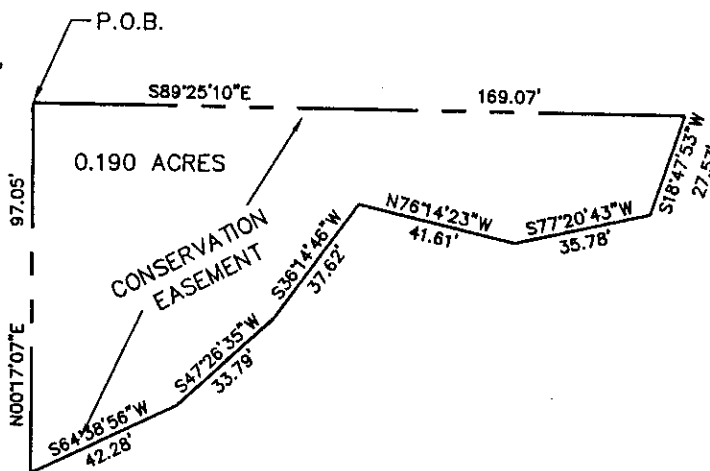 P.O.B.
S89°25'10"E
169.07'
0.190 ACRES
97.05'
N00°17'07"E
CONSERVATION
EASEMENT
S18°47'53"W
27.57'
N76°14'23"W
41.61'
S77°20'43"W
35.78'
S36°14'46"W
37.62'
S47°26'35"W
33.79'
S64°38'56"W
42.28'